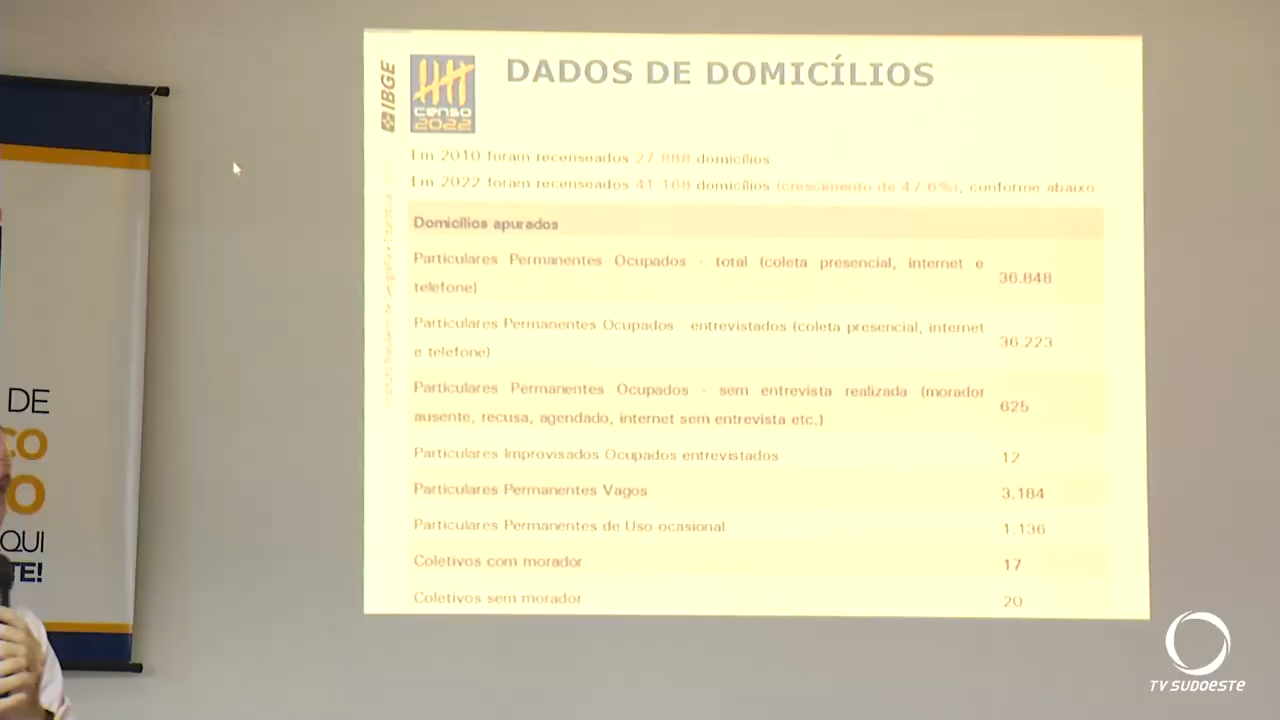 IBGE
censo
2022
DADOS DE DOMICÍLIOS
Em 2010 foram recenseados 27.888 domicílios
Em 2022 foram recenseados 41.168 domicílios (crescimento de 47,6%), conforme abaixo
Domicílios apurados
Particulares Permanentes Ocupados - total (coleta presencial, internet e
telefone)
36.848
Particulares Permanentes Ocupados entrevistados (coleta presencial, internet
e telefone)
36.223
Particulares Permanentes Ocupados - sem entrevista realizada (morador
ausente, recusa, agendado, internet sem entrevista etc.)
625
Particulares Improvisados Ocupados entrevistados 12
Particulares Permanentes Vagos 3.184
Particulares Permanentes de Uso ocasional 1.136
Coletivos com morador 17
Coletivos sem morador 20
DE
CO
O
QUI
TE!
TV SUDOESTE